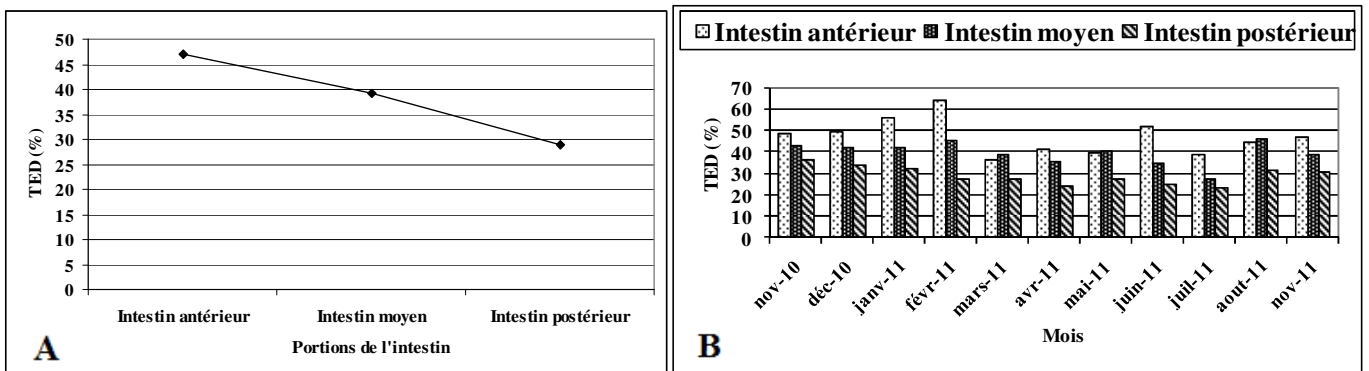 TED (%)
50
45
40
35
30
25
20
15
10
5
0
Intestin antérieur Intestin moyen Intestin postérieur
Portions de l'intestin
A
Intestin antérieur Intestin moyen Intestin postérieur
TED (%)
70
60
50
40
30
20
10
0
nov-10 déc-10 janv-11 févr-11 mars-11 avr-11 mai-11 juin-11 juil-11 aout-11 nov-11
Mois
B